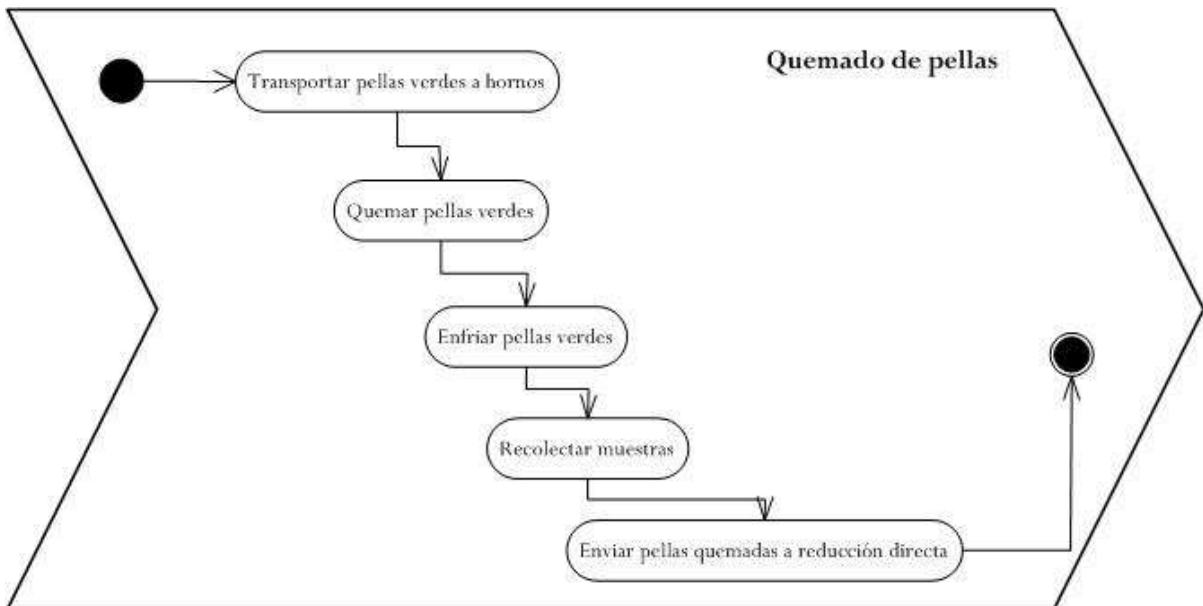 Quemado de pellas
Transportar pellas verdes a hornos
Quemar pellas verdes
Enfriar pellas verdes
Recolectar muestras
Enviar pellas quemadas a reducción directa